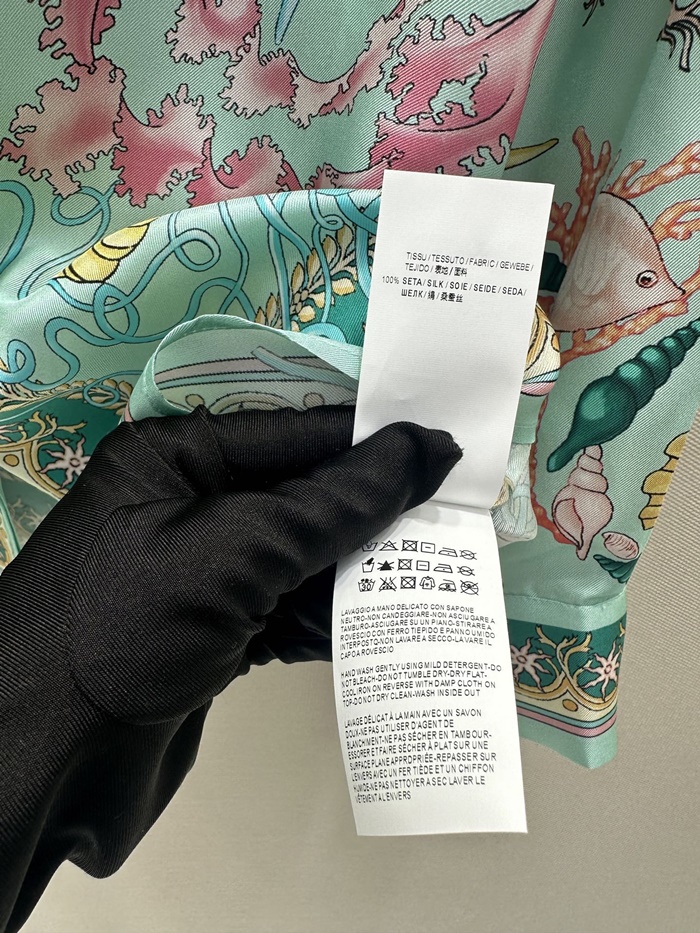 TISSU/TESSUTO/FABRIC/GEWEBE/
TEJIDO/表地/面料
100% SETA/SILK/SOIE/SEIDE/SEDA/
ШЕЛК/绢/桑蚕丝
LAVAGGIO A MANO DELICATO CON SAPONE
NEUTRO-NON CANDEGGIARE-NON ASCIUGARE A
TAMBURO-ASCIUGARE SU UN PIANO-STIRARE A
ROVESCIO CON FERRO TIEPIDO E PANNO UMIDO
INTERPOSTO-NON LAVARE A SECCO-LAVARE IL
CAPO A ROVESCIO
HAND WASH GENTLY USING MILD DETERGENT-DO
NOT BLEACH-DO NOT TUMBLE DRY-DRY FLAT-
COOL IRON ON REVERSE WITH DAMP CLOTH ON
TOP-DO NOT DRY CLEAN-WASH INSIDE OUT
LAVAGE DÉLICAT À LA MAIN AVEC UN SAVON
DOUX-NE PAS UTILISER D'AGENT DE
BLANCHMENT-NE PAS SÉCHER EN TAMBOUR-
ESSORER ET FAIRE SÉCHER À PLAT SUR UNE
SURFACE PLANE APPRDPRIÉE-REPASSER SUR
L'ENVERS AVEC UN FER TIÈDE ET UN CHIFFON
HUMIDE-NE PAS NETTOYER A SEC LAVER LE
VÊTEMENT À L'ENVERS